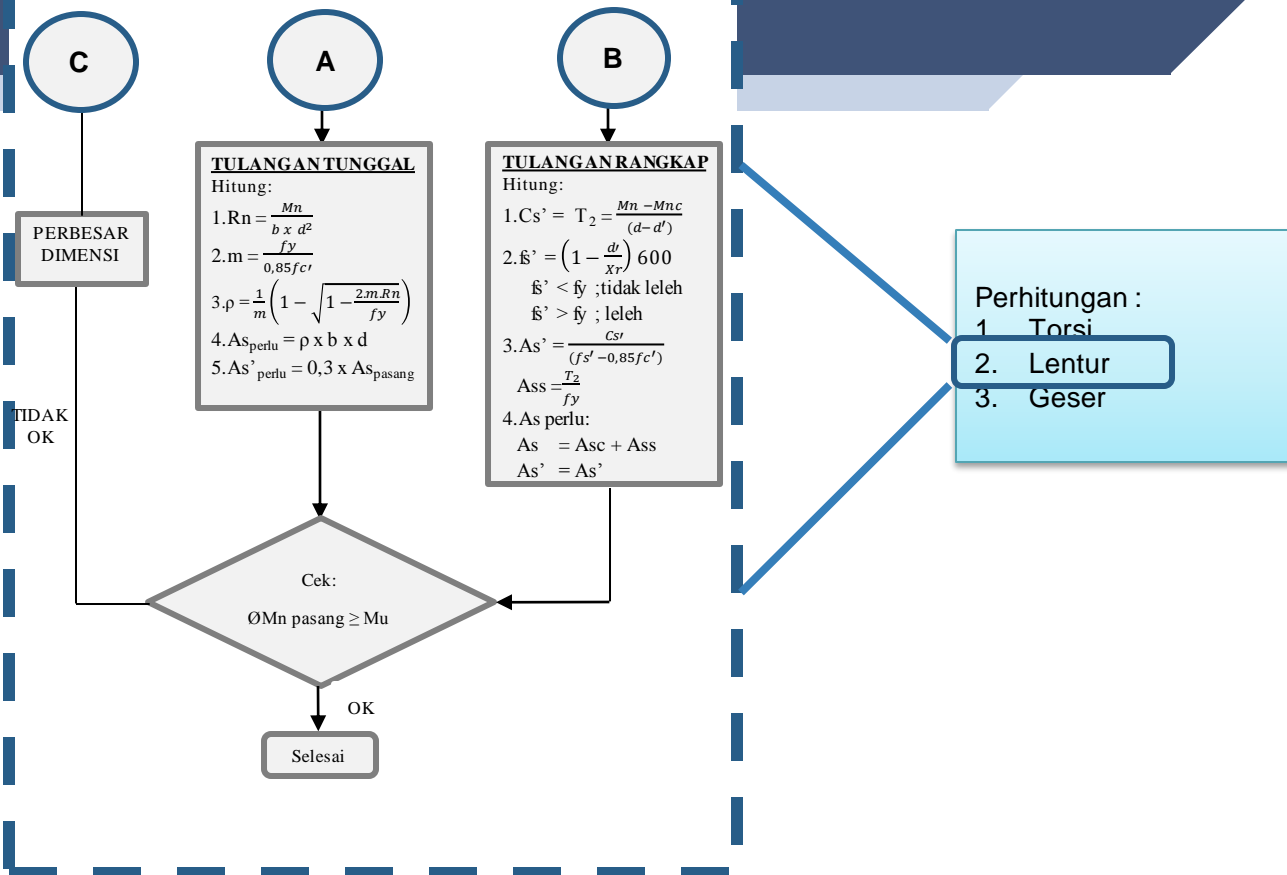 C
A
B
PERBESAR
DIMENSI
TIDAK
OK
TULANGAN TUNGGAL
Hitung:
1.Rn = Mn / b x d²
2.m = fy / 0,85fc′
3.ρ = 1/m (1 − √(1 − 2.m.Rn / fy))
4.As perlu = ρ x b x d
5.As’ perlu = 0,3 x As pasang
TULANGAN RANGKAP
Hitung:
1.Cs’ = T₂ = Mn − Mnc / (d− d′)
2.fs’ = (1 − d′/Xr) 600
fs’ < fy ;tidak leleh
fs’ > fy ; leleh
3.As’ = Cs′ / (fs′ −0,85fc′)
Ass = T₂ / fy
4.As perlu:
As = Asc + Ass
As’ = As’
Cek:
ØMn pasang ≥ Mu
OK
Selesai
Perhitungan :
1. Torsi
2. Lentur
3. Geser